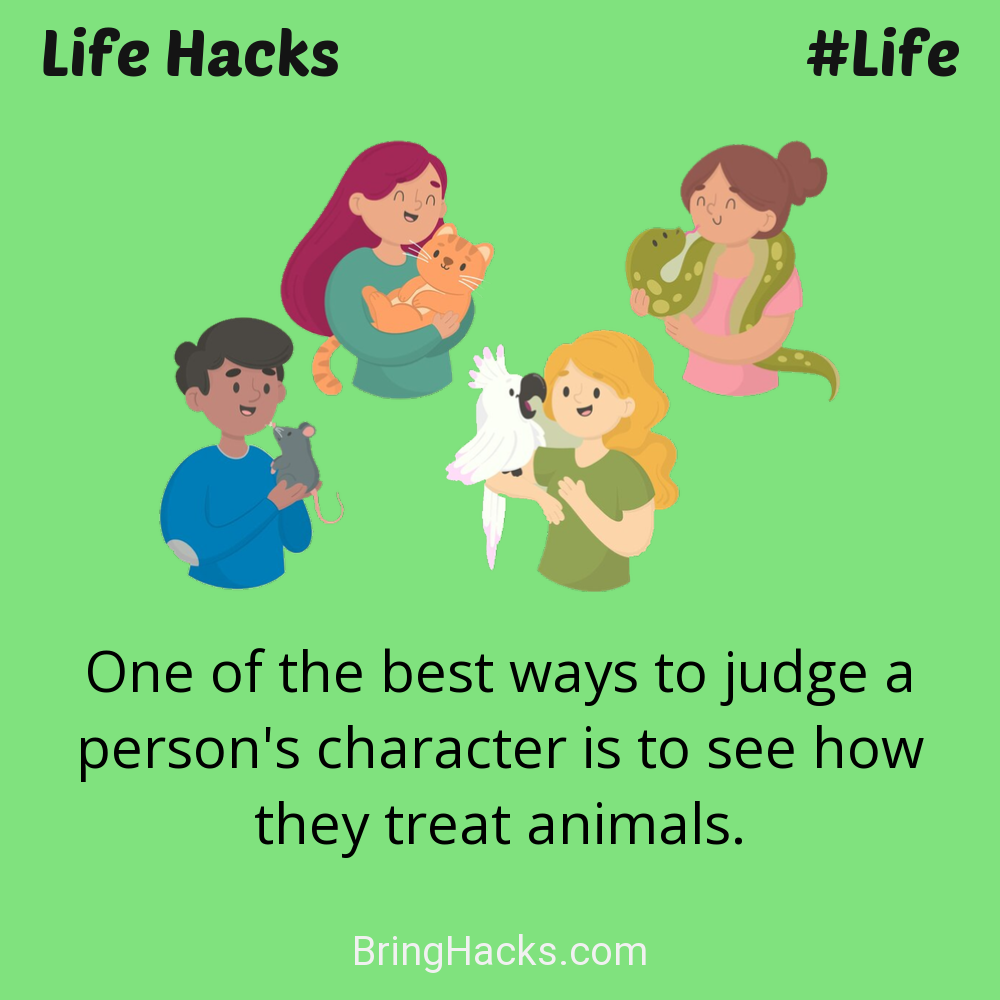 Life Hacks
#Life
One of the best ways to judge a
person's character is to see how
they treat animals.
BringHacks.com